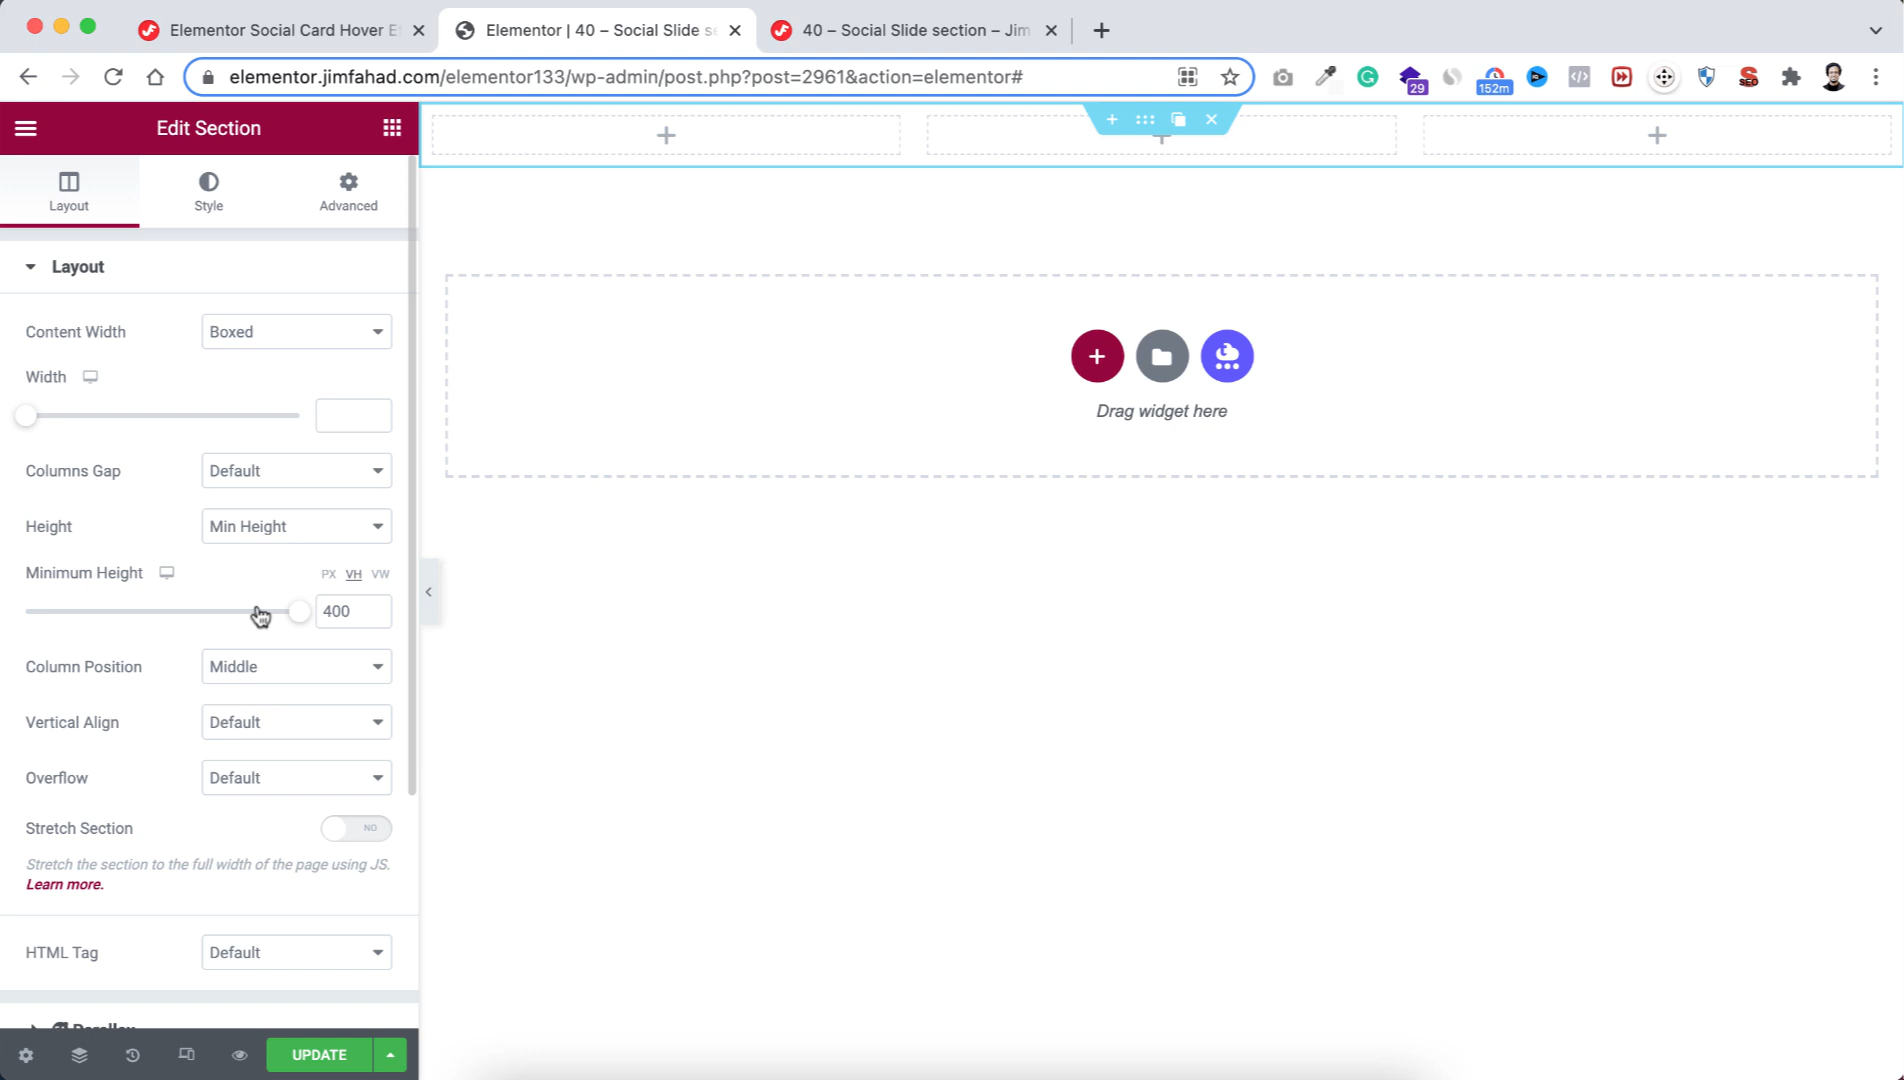 Elementor Social Card Hover E
Elementor | 40 – Social Slide se
40 – Social Slide section – Jim
elementor.jimfahad.com/elementor133/wp-admin/post.php?post=2961&action=elementor#
29
152m
SEO
Edit Section
Layout
Style
Advanced
Layout
Content Width
Boxed
Width
Columns Gap
Default
Height
Min Height
Minimum Height
PX VH VW
400
Column Position
Middle
Vertical Align
Default
Overflow
Default
Stretch Section
NO
Stretch the section to the full width of the page using JS.
Learn more.
HTML Tag
Default
Parallax
UPDATE
Drag widget here